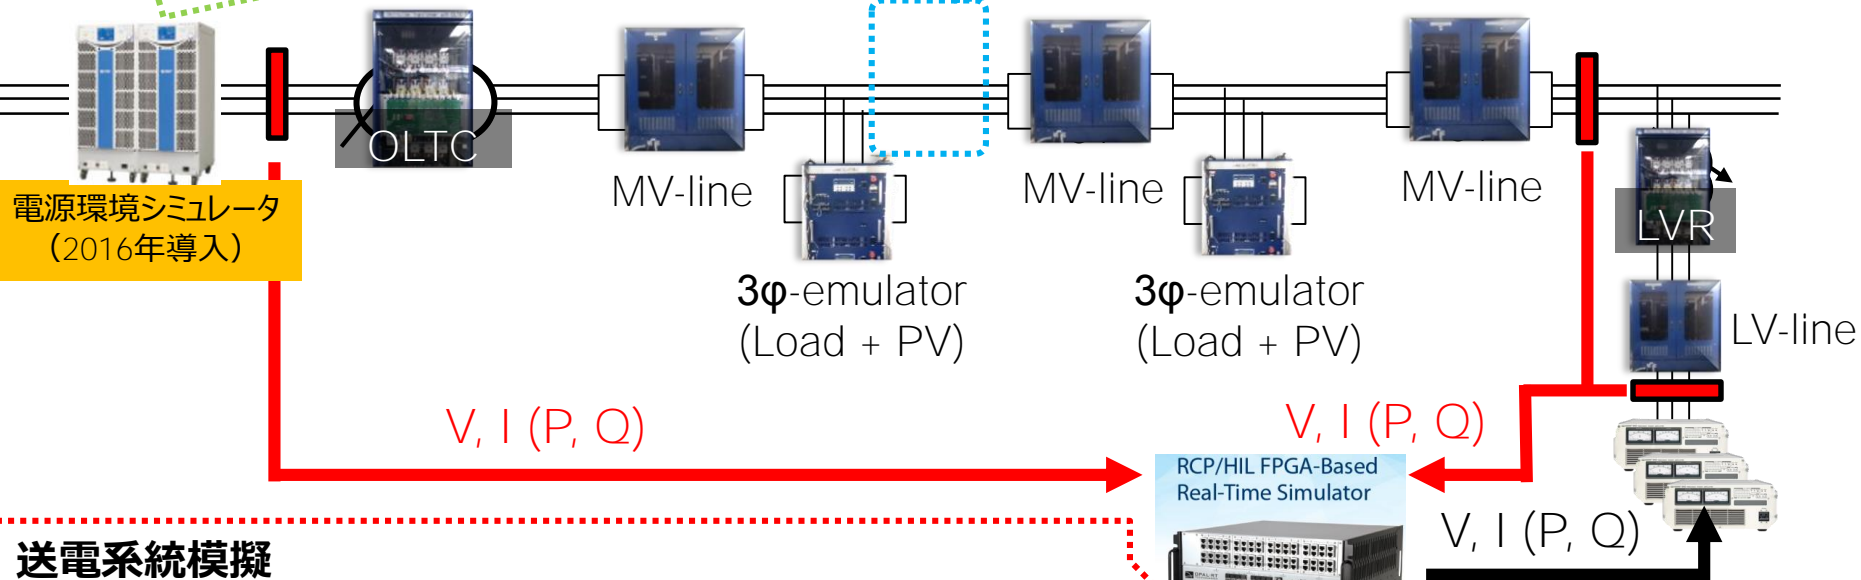 OLTC
電源環境シミュレータ
（2016年導入）
MV-line
3φ-emulator
(Load + PV)
MV-line
3φ-emulator
(Load + PV)
MV-line
LVR
LV-line
V, I (P, Q)
V, I (P, Q)
RCP/HIL FPGA-Based
Real-Time Simulator
OPAL-RT
V, I (P, Q)
送電系統模擬